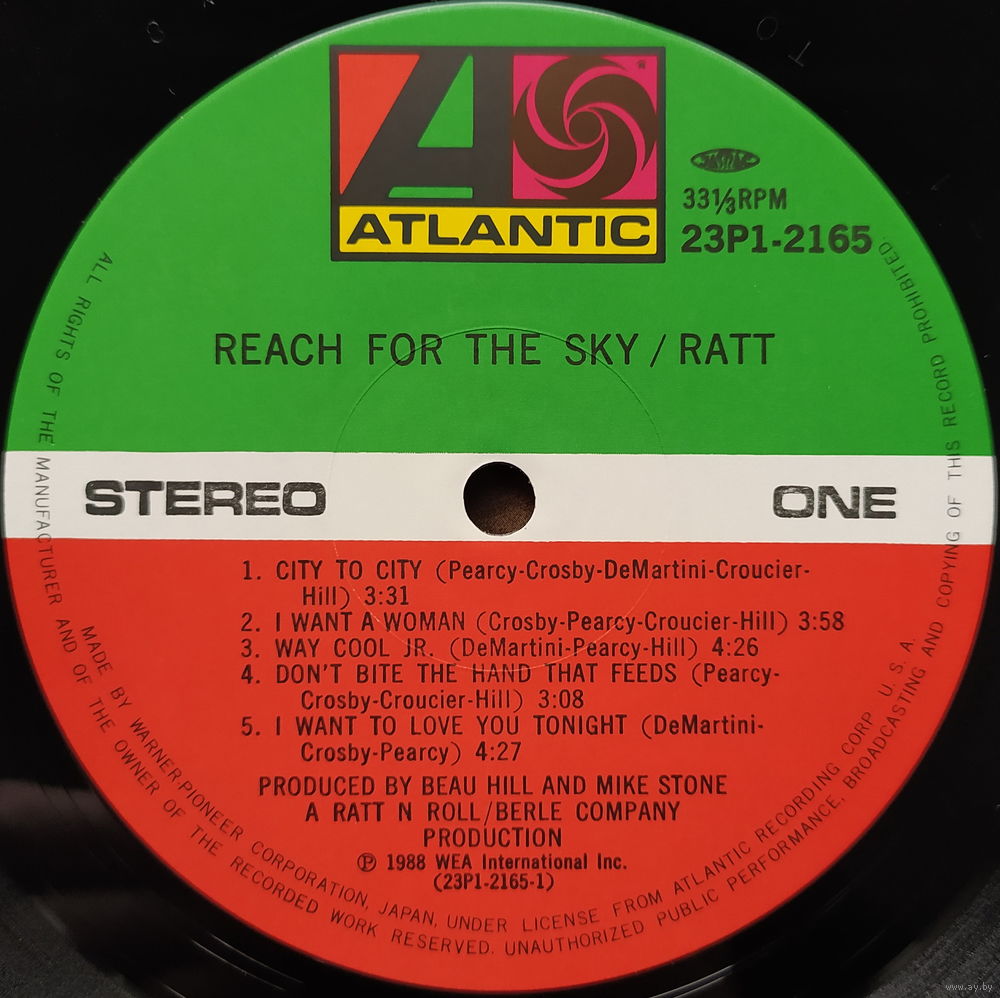 ATLANTIC
33⅓RPM
23P1-2165
REACH FOR THE SKY / RATT
STEREO
ONE
1. CITY TO CITY (Pearcy-Crosby-DeMartini-Croucier-
Hill) 3:31
2. I WANT A WOMAN (Crosby-Pearcy-Croucier-Hill) 3:58
3. WAY COOL JR. (DeMartini-Pearcy-Hill) 4:26
4. DON'T BITE THE HAND THAT FEEDS (Pearcy-
Crosby-Croucier-Hill) 3:08
5. I WANT TO LOVE YOU TONIGHT (DeMartini-
Crosby-Pearcy) 4:27
PRODUCED BY BEAU HILL AND MIKE STONE
A RATT N ROLL/BERLE COMPANY
PRODUCTION
Ⓟ 1988 WEA International Inc.
(23P1-2165-1)
MADE BY WARNER-PIONEER CORPORATION, JAPAN, UNDER LICENSE FROM ATLANTIC RECORDING CORP U. S. A.
ALL RIGHTS OF THE MANUFACTURER AND OF THE OWNER OF THE RECORDED WORK RESERVED. UNAUTHORIZED PUBLIC PERFORMANCE, BROADCASTING AND COPYING OF THIS RECORD PROHIBITED.
www.ay.by